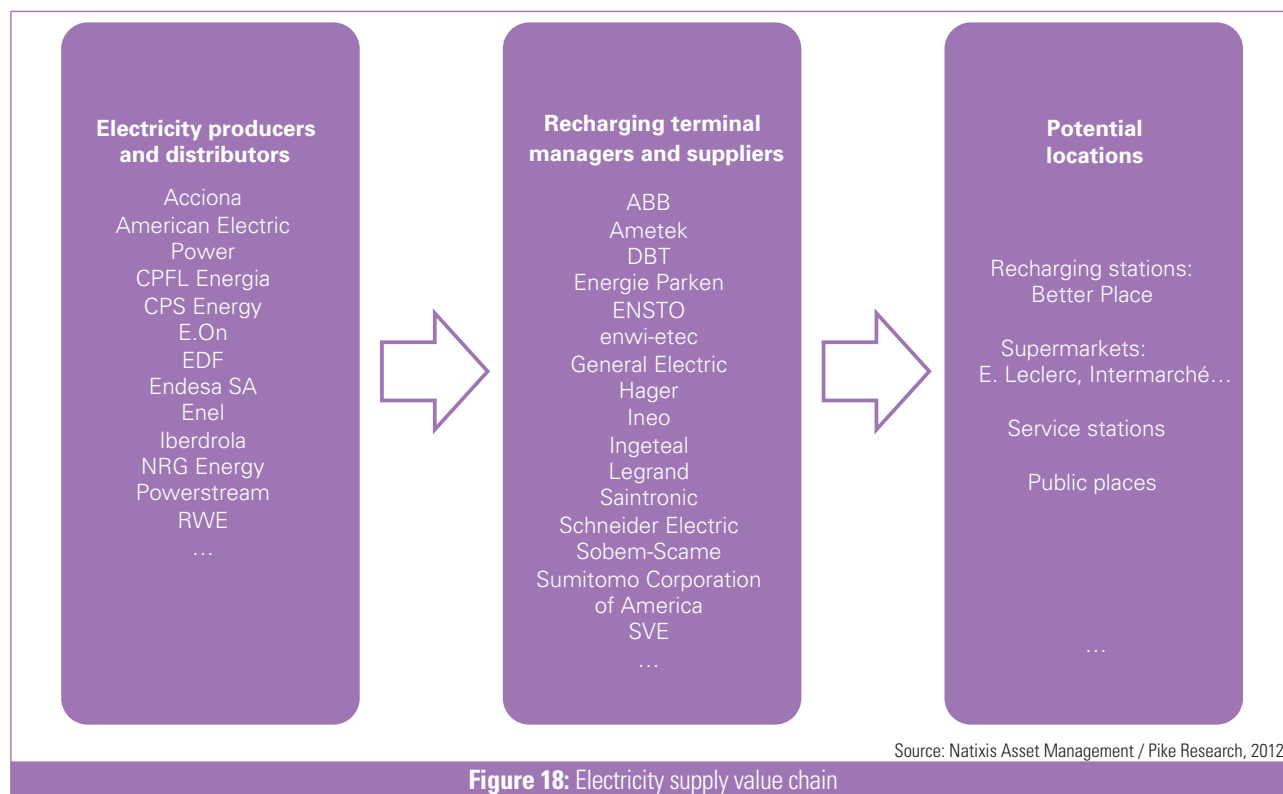 Electricity producers
and distributors
Acciona
American Electric
Power
CPFL Energia
CPS Energy
E.On
EDF
Endesa SA
Enel
Iberdrola
NRG Energy
Powerstream
RWE
…
Recharging terminal
managers and suppliers
ABB
Ametek
DBT
Energie Parken
ENSTO
enwi-etec
General Electric
Hager
Ineo
Ingeteal
Legrand
Saintronic
Schneider Electric
Sobem-Scame
Sumitomo Corporation
of America
SVE
…
Potential
locations
Recharging stations:
Better Place
Supermarkets:
E. Leclerc, Intermarché…
Service stations
Public places
…
Source: Natixis Asset Management / Pike Research, 2012
Figure 18: Electricity supply value chain